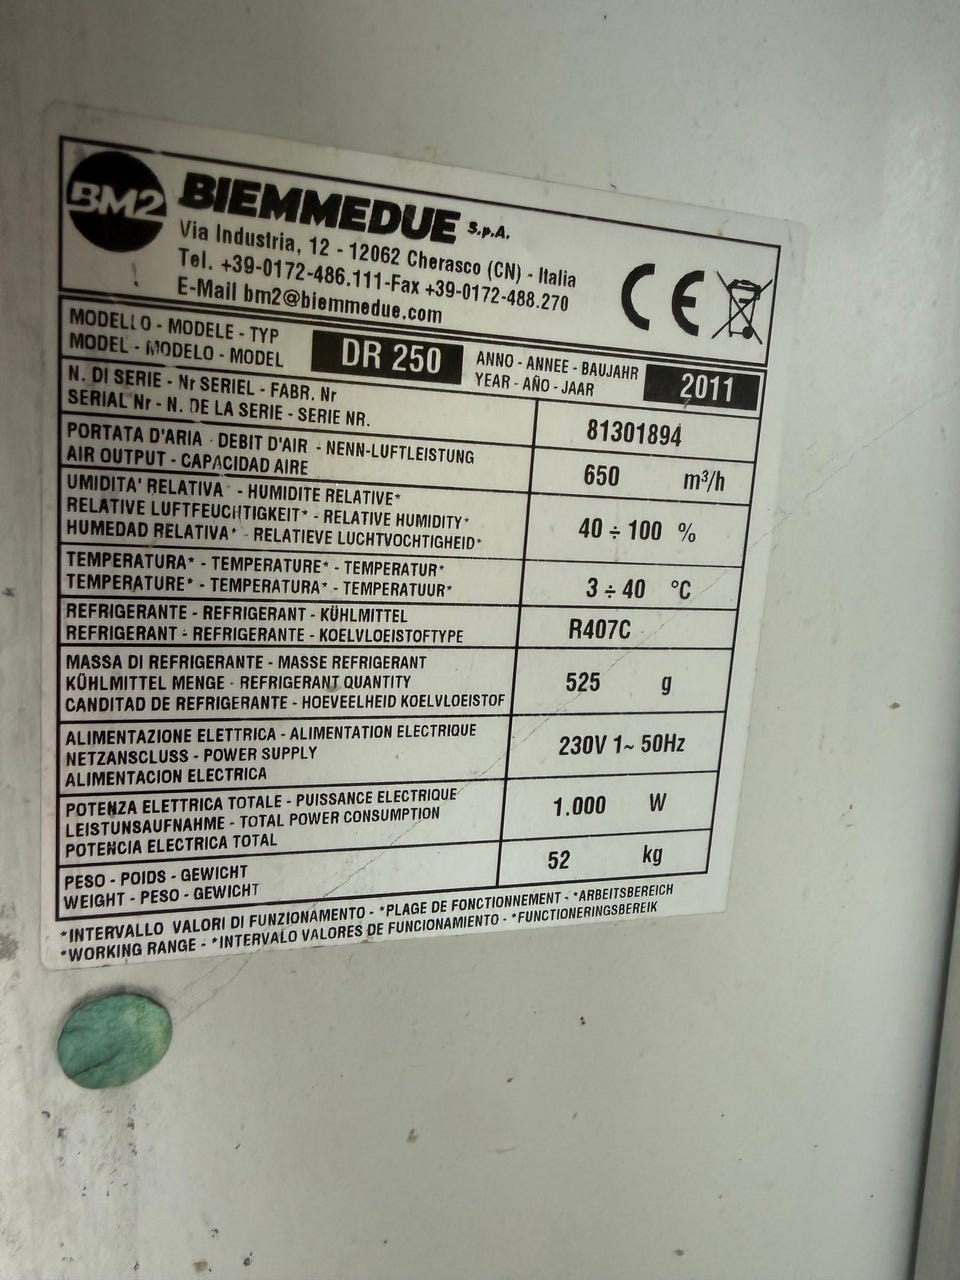 BM2
BIEMMEDUE S.p.A.
Via Industria, 12 - 12062 Cherasco (CN) - Italia
Tel. +39-0172-486.111-Fax +39-0172-488.270
E-Mail bm2@biemmedue.com
CE
MODELLO - MODELE - TYP
MODEL - MODELO - MODEL
DR 250
ANNO - ANNEE - BAUJAHR
YEAR - AÑO - JAAR
2011
N. DI SERIE - Nr SERIEL - FABR. Nr
SERIAL Nr - N. DE LA SERIE - SERIE NR.
81301894
PORTATA D'ARIA - DEBIT D'AIR - NENN-LUFTLEISTUNG
AIR OUTPUT - CAPACIDAD AIRE
650 m³/h
UMIDITA' RELATIVA - HUMIDITE RELATIVE*
RELATIVE LUFTFEUCHTIGKEIT* - RELATIVE HUMIDITY*
HUMEDAD RELATIVA* - RELATIEVE LUCHTVOCHTIGHEID*
40 ÷ 100 %
TEMPERATURA* - TEMPERATURE* - TEMPERATUR*
TEMPERATURE* - TEMPERATURA* - TEMPERATUUR*
3 ÷ 40 °C
REFRIGERANTE - REFRIGERANT - KÜHLMITTEL
REFRIGERANT - REFRIGERANTE - KOELVLOEISTOFTYPE
R407C
MASSA DI REFRIGERANTE - MASSE REFRIGERANT
KÜHLMITTEL MENGE - REFRIGERANT QUANTITY
CANDITAD DE REFRIGERANTE - HOEVEELHEID KOELVLOEISTOF
525 g
ALIMENTAZIONE ELETTRICA - ALIMENTATION ELECTRIQUE
NETZANSCLUSS - POWER SUPPLY
ALIMENTACION ELECTRICA
230V 1~ 50Hz
POTENZA ELETTRICA TOTALE - PUISSANCE ELECTRIQUE
LEISTUNSAUFNAHME - TOTAL POWER CONSUMPTION
POTENCIA ELECTRICA TOTAL
1.000 W
PESO - POIDS - GEWICHT
WEIGHT - PESO - GEWICHT
52 kg
*INTERVALLO VALORI DI FUNZIONAMENTO - *PLAGE DE FONCTIONNEMENT - *ARBEITSBEREICH
*WORKING RANGE - *INTERVALO VALORES DE FUNCIONAMIENTO - *FUNCTIONERINGSBEREIK